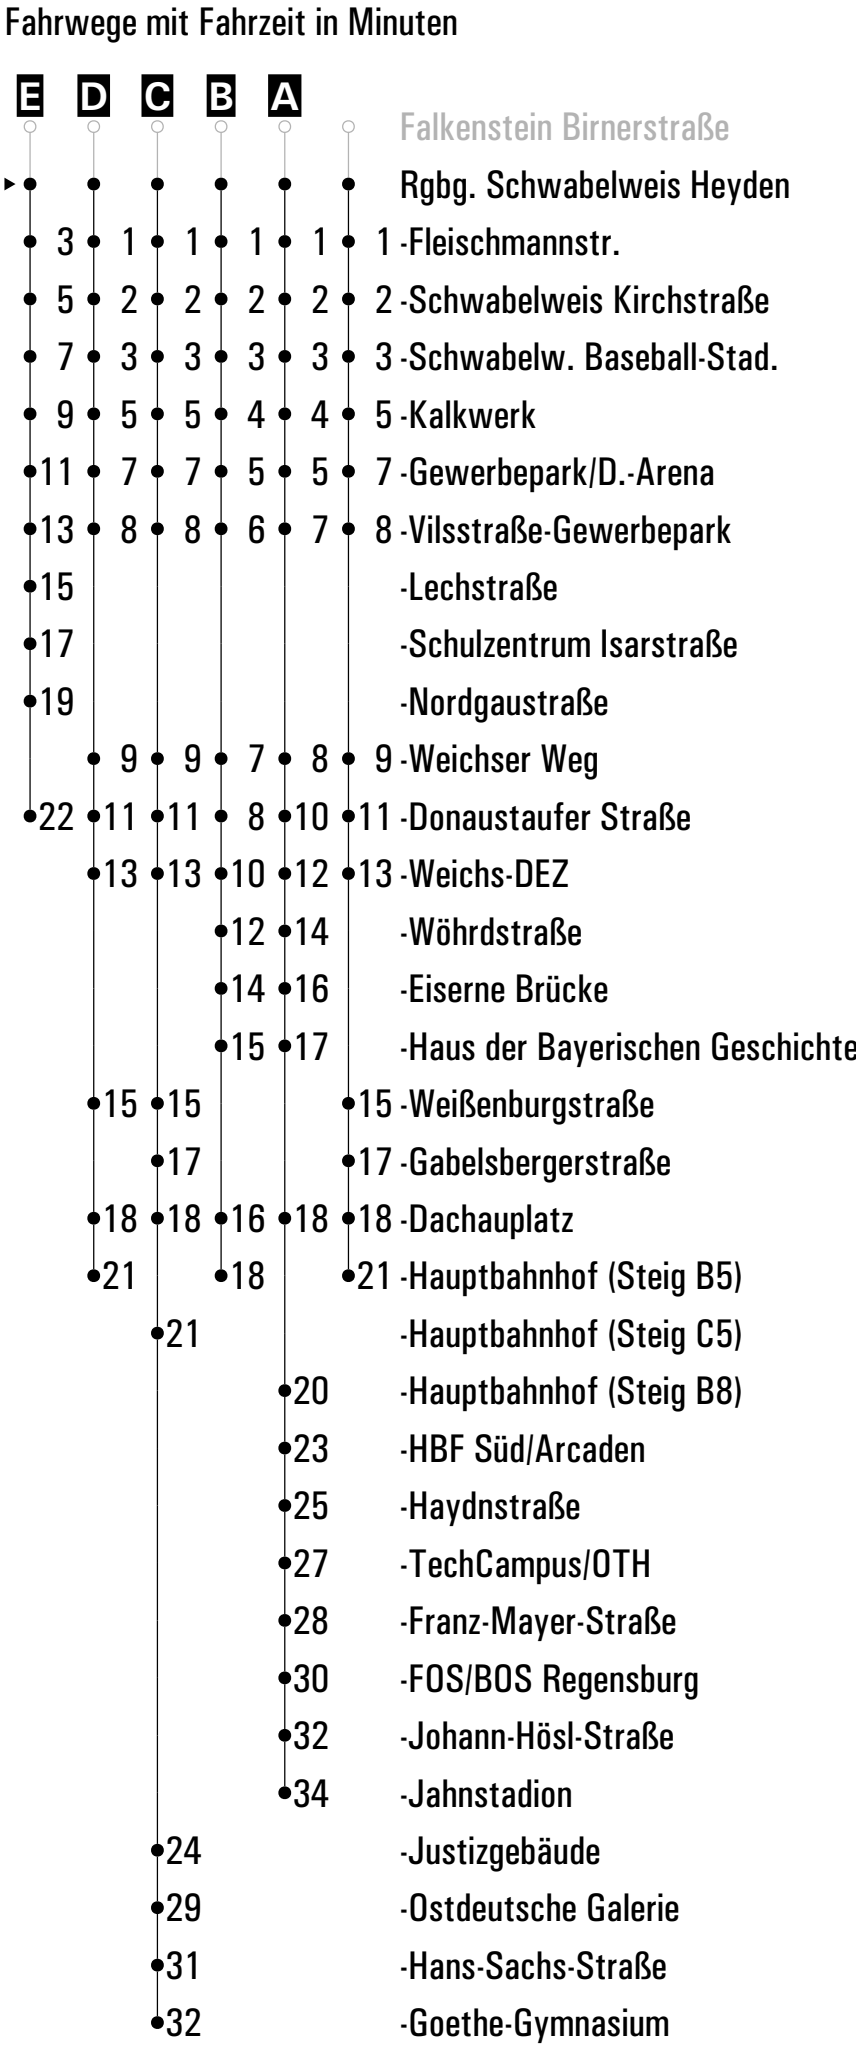 Fahrwege mit Fahrzeit in Minuten
E D C B A
Falkenstein Birnerstraße
Rgbg. Schwabelweis Heyden
3 1 1 1 1 1 -Fleischmannstr.
5 2 2 2 2 2 -Schwabelweis Kirchstraße
7 3 3 3 3 3 -Schwabelw. Baseball-Stad.
9 5 5 4 4 5 -Kalkwerk
11 7 7 5 5 7 -Gewerbepark/D.-Arena
13 8 8 6 7 8 -Vilsstraße-Gewerbepark
15 -Lechstraße
17 -Schulzentrum Isarstraße
19 -Nordgaustraße
9 9 7 8 9 -Weichser Weg
22 11 11 8 10 11 -Donaustaufer Straße
13 13 10 12 13 -Weichs-DEZ
12 14 -Wöhrdstraße
14 16 -Eiserne Brücke
15 17 -Haus der Bayerischen Geschichte
15 15 15 -Weißenburgstraße
17 17 -Gabelsbergerstraße
18 18 16 18 18 -Dachauplatz
21 18 21 -Hauptbahnhof (Steig B5)
21 -Hauptbahnhof (Steig C5)
20 -Hauptbahnhof (Steig B8)
23 -HBF Süd/Arcaden
25 -Haydnstraße
27 -TechCampus/OTH
28 -Franz-Mayer-Straße
30 -FOS/BOS Regensburg
32 -Johann-Hösl-Straße
34 -Jahnstadion
24 -Justizgebäude
29 -Ostdeutsche Galerie
31 -Hans-Sachs-Straße
32 -Goethe-Gymnasium